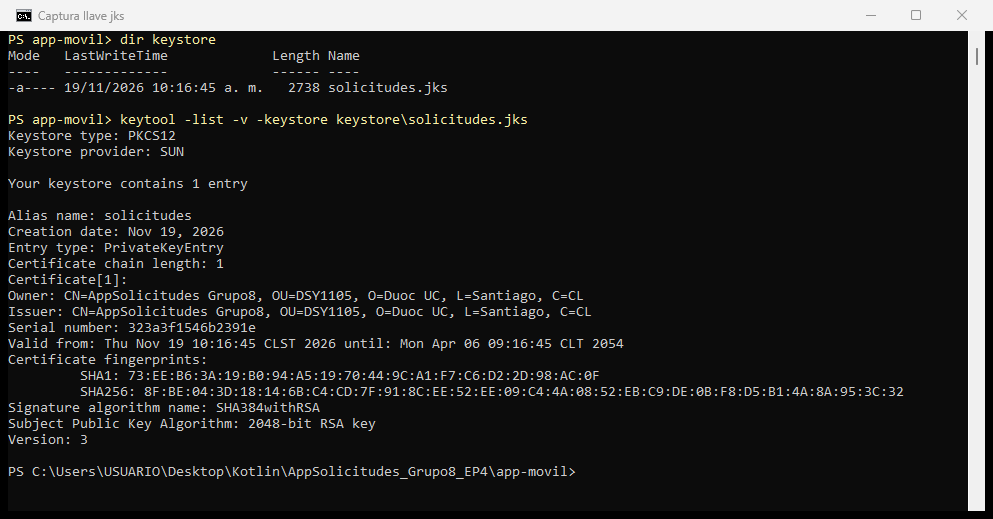 Captura llave jks
PS app-movil> dir keystore
Mode   LastWriteTime             Length Name
----   -------------             ------ ----
-a---- 19/11/2026 10:16:45 a. m.   2738 solicitudes.jks
PS app-movil> keytool -list -v -keystore keystore\solicitudes.jks
Keystore type: PKCS12
Keystore provider: SUN
Your keystore contains 1 entry
Alias name: solicitudes
Creation date: Nov 19, 2026
Entry type: PrivateKeyEntry
Certificate chain length: 1
Certificate[1]:
Owner: CN=AppSolicitudes Grupo8, OU=DSY1105, O=Duoc UC, L=Santiago, C=CL
Issuer: CN=AppSolicitudes Grupo8, OU=DSY1105, O=Duoc UC, L=Santiago, C=CL
Serial number: 323a3f1546b2391e
Valid from: Thu Nov 19 10:16:45 CLST 2026 until: Mon Apr 06 09:16:45 CLT 2054
Certificate fingerprints:
         SHA1: 73:EE:B6:3A:19:B0:94:A5:19:70:44:9C:A1:F7:C6:D2:2D:98:AC:0F
         SHA256: 8F:BE:04:3D:18:14:6B:C4:CD:7F:91:8C:EE:52:EE:09:C4:4A:08:52:EB:C9:DE:0B:F8:D5:B1:4A:8A:95:3C:32
Signature algorithm name: SHA384withRSA
Subject Public Key Algorithm: 2048-bit RSA key
Version: 3
PS C:\Users\USUARIO\Desktop\Kotlin\AppSolicitudes_Grupo8_EP4\app-movil>